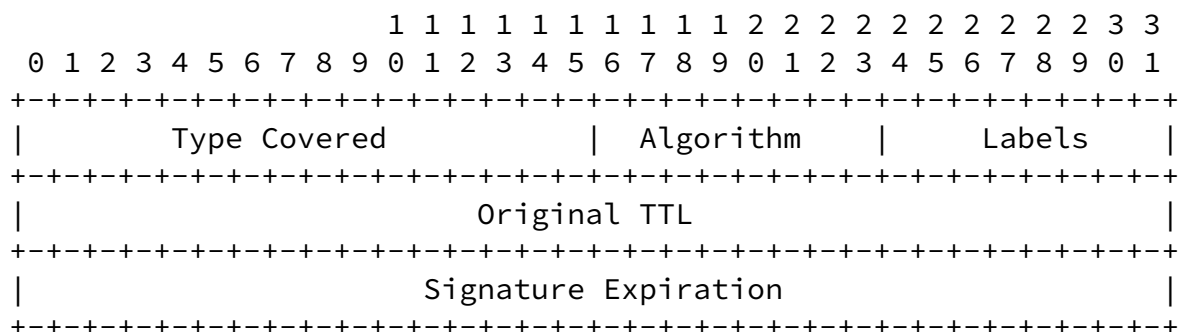 1 1 1 1 1 1 1 1 1 1 2 2 2 2 2 2 2 2 2 2 3 3
 0 1 2 3 4 5 6 7 8 9 0 1 2 3 4 5 6 7 8 9 0 1 2 3 4 5 6 7 8 9 0 1
+-+-+-+-+-+-+-+-+-+-+-+-+-+-+-+-+-+-+-+-+-+-+-+-+-+-+-+-+-+-+-+-+
|        Type Covered           |  Algorithm    |     Labels    |
+-+-+-+-+-+-+-+-+-+-+-+-+-+-+-+-+-+-+-+-+-+-+-+-+-+-+-+-+-+-+-+-+
|                         Original TTL                          |
+-+-+-+-+-+-+-+-+-+-+-+-+-+-+-+-+-+-+-+-+-+-+-+-+-+-+-+-+-+-+-+-+
|                      Signature Expiration                     |
+-+-+-+-+-+-+-+-+-+-+-+-+-+-+-+-+-+-+-+-+-+-+-+-+-+-+-+-+-+-+-+-+